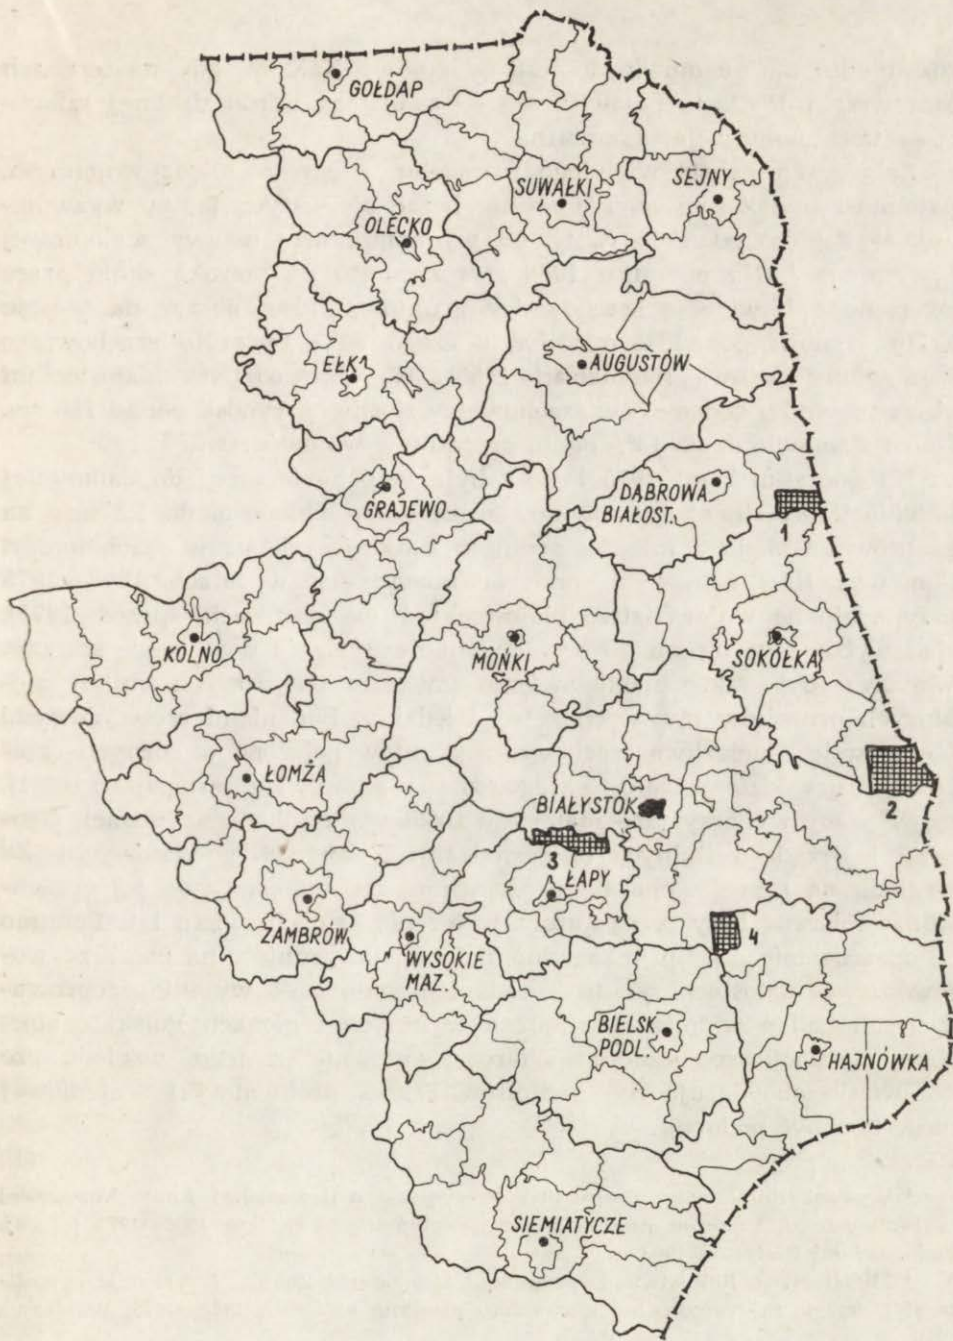 GOŁDAP
SUWAŁKI
SEJNY
OLECKO
EŁK
AUGUSTÓW
GRAJEWO
DĄBROWA
BIAŁOST.
1
KOLNO
MOŃKI
SOKÓŁKA
ŁOMŻA
BIAŁYSTOK
2
3
ŁAPY
ZAMBRÓW
WYSOKIE
MAZ.
4
BIELSK
PODL.
HAJNÓWKA
SIEMIATYCZE